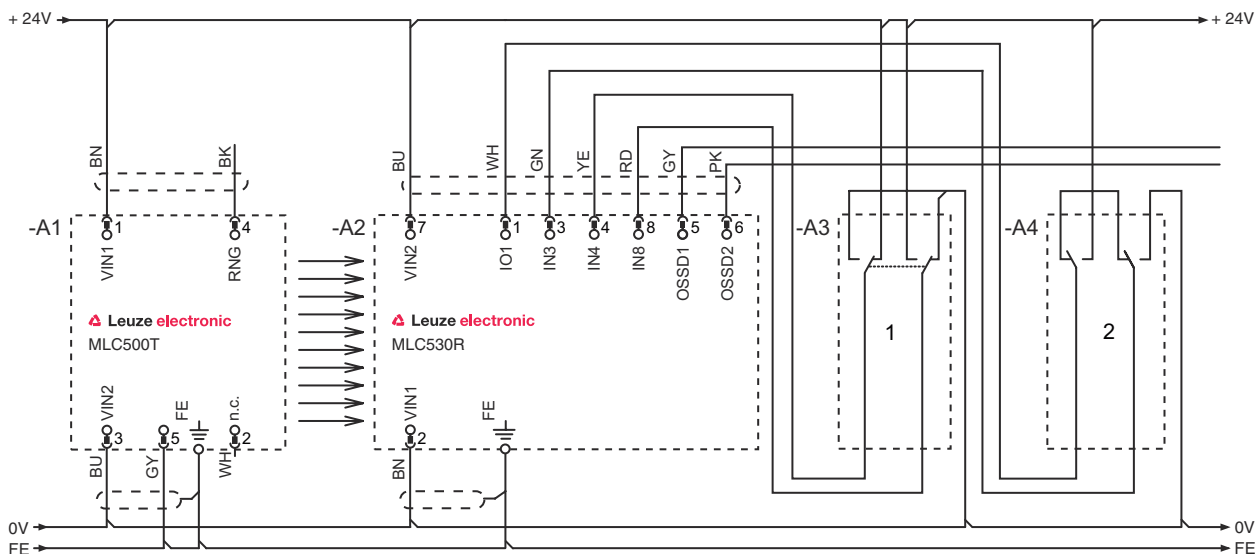 + 24V
+ 24V
BN
BK
BU
WH
GN
YE
RD
GY
PK
-A1
1
4
-A2
7
1
3
4
8
5
6
-A3
-A4
VIN1
RNG
VIN2
IO1
IN3
IN4
IN8
OSSD1
OSSD2
Leuze electronic
MLC500T
Leuze electronic
MLC530R
1
2
VIN2
FE
n.c.
VIN1
FE
3
5
2
2
BU
GY
WH
BN
0V
0V
FE
FE